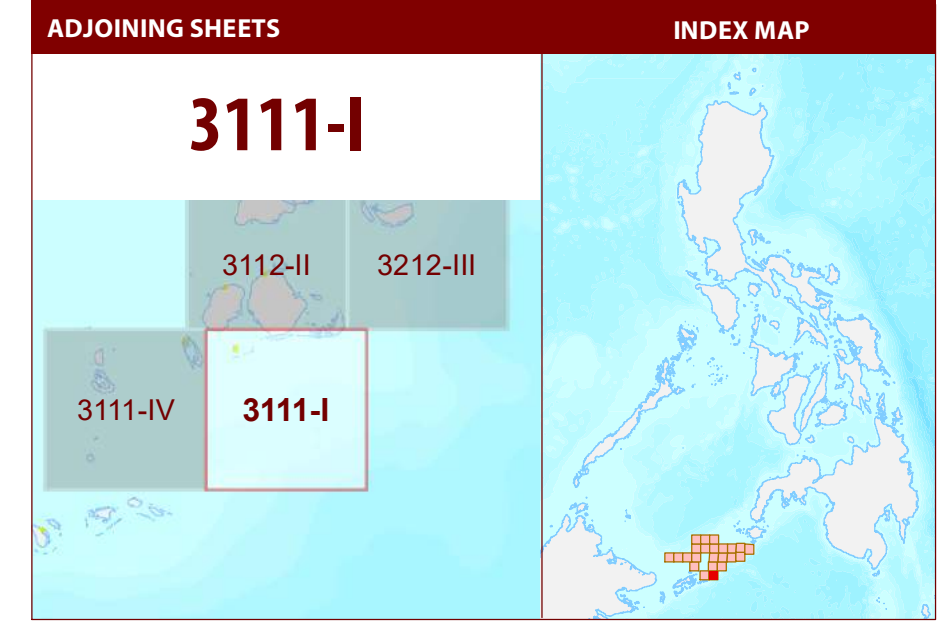 ADJOINING SHEETS
INDEX MAP
3111-I
3112-II
3212-III
3111-IV
3111-I